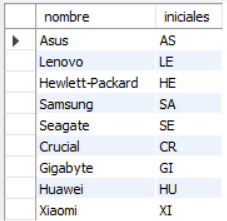 nombre iniciales
Asus AS
Lenovo LE
Hewlett-Packard HE
Samsung SA
Seagate SE
Crucial CR
Gigabyte GI
Huawei HU
Xiaomi XI